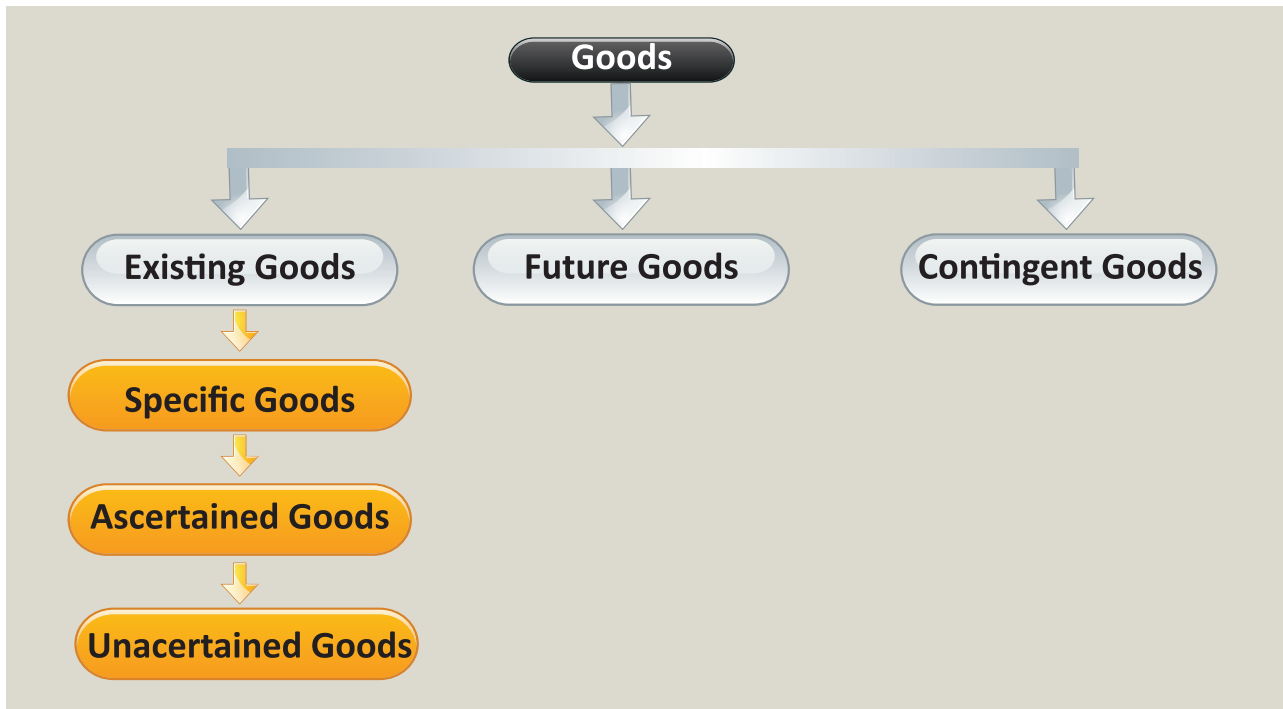 Goods
Existing Goods
Future Goods
Contingent Goods
Specific Goods
Ascertained Goods
Unacertained Goods